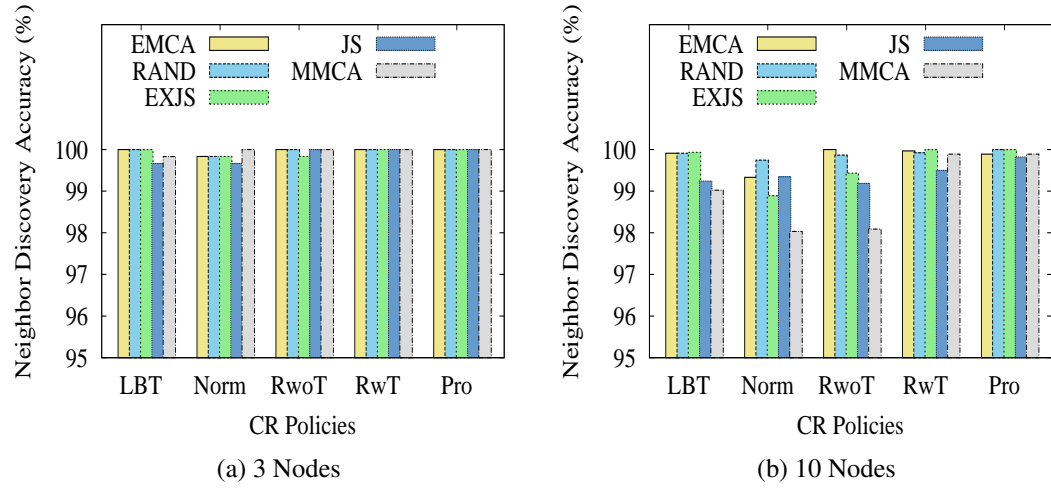 Neighbor Discovery Accuracy (%)
EMCA
RAND
EXJS
JS
MMCA
100
99
98
97
96
95
LBT Norm RwoT RwT Pro
CR Policies
(a) 3 Nodes
Neighbor Discovery Accuracy (%)
EMCA
RAND
EXJS
JS
MMCA
100
99
98
97
96
95
LBT Norm RwoT RwT Pro
CR Policies
(b) 10 Nodes